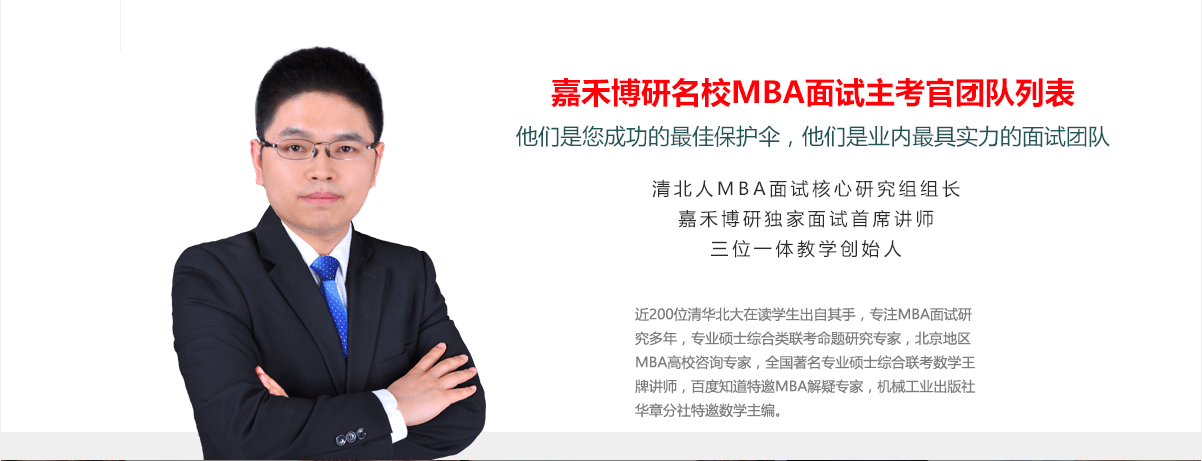 嘉禾博研名校MBA面试主考官团队列表
他们是您成功的最佳保护伞，他们是业内最具实力的面试团队
清北人MBA面试核心研究组组长
嘉禾博研独家面试首席讲师
三位一体教学创始人
近200位清华北大在读学生出自其手，专注MBA面试研
究多年，专业硕士综合类联考命题研究专家，北京地区
MBA高校咨询专家，全国著名专业硕士综合联考数学王
牌讲师，百度知道特邀MBA解疑专家，机械工业出版社
华章分社特邀数学主编。